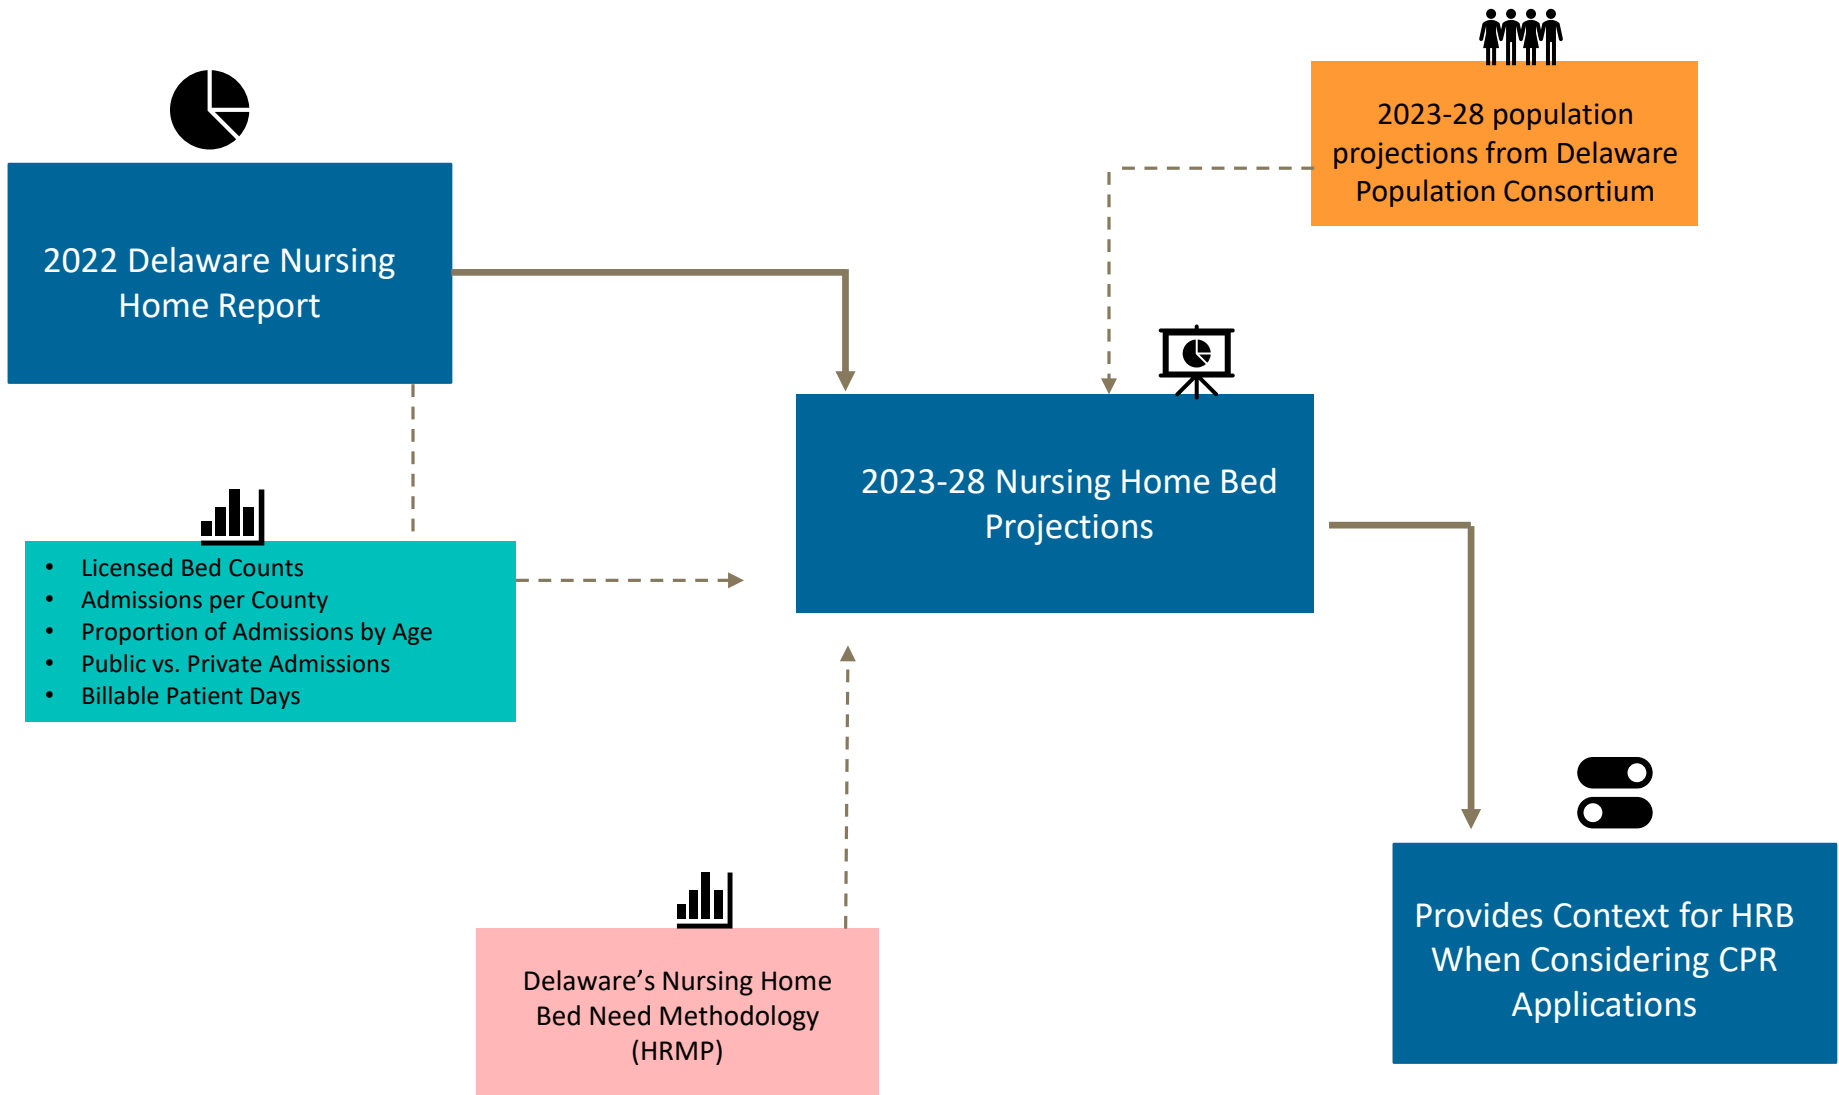 2023-28 population
projections from Delaware
Population Consortium
2022 Delaware Nursing
Home Report
2023-28 Nursing Home Bed
Projections
• Licensed Bed Counts
• Admissions per County
• Proportion of Admissions by Age
• Public vs. Private Admissions
• Billable Patient Days
Delaware’s Nursing Home
Bed Need Methodology
(HRMP)
Provides Context for HRB
When Considering CPR
Applications